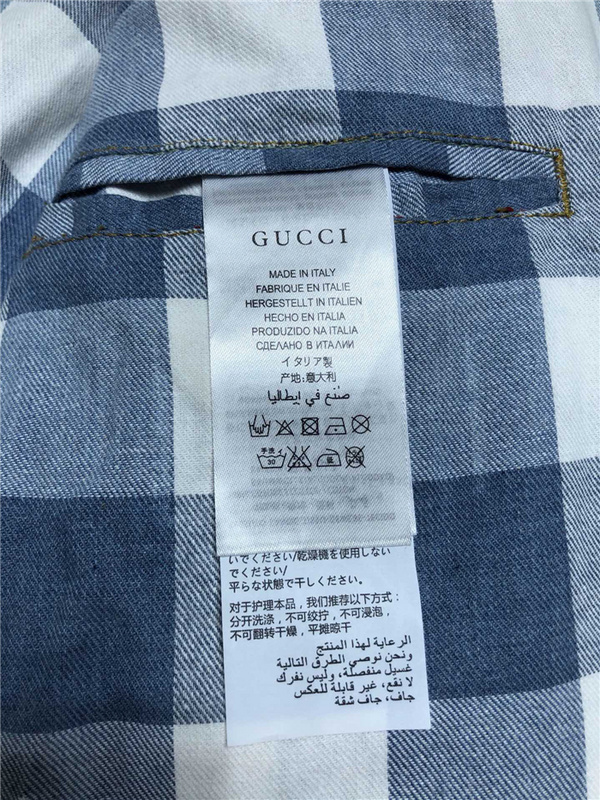 GUCCI
MADE IN ITALY
FABRIQUE EN ITALIE
HERGESTELLT IN ITALIEN
HECHO EN ITALIA
PRODUZIDO NA ITALIA
СДЕЛАНО В ИТАЛИИ
イタリア製
产地:意大利
صنع في إيطاليا
手洗
30
低
いでください/乾燥機を使用しない
でください/
平らな状態で干しください。
对于护理本品，我们推荐以下方式：
分开洗涤，不可绞拧，不可浸泡，
不可翻转干燥，平摊晾干
الرعاية لهذا المنتج
ونحن نوصي الطرق التالية
غسيل منفصلة، وليس نفرك
لا نقع، غير قابلة للعكس
جاف، جاف شقة